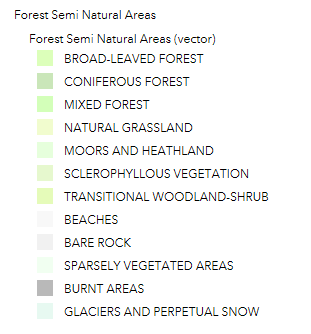 Forest Semi Natural Areas
Forest Semi Natural Areas (vector)
BROAD-LEAVED FOREST
CONIFEROUS FOREST
MIXED FOREST
NATURAL GRASSLAND
MOORS AND HEATHLAND
SCLEROPHYLLOUS VEGETATION
TRANSITIONAL WOODLAND-SHRUB
BEACHES
BARE ROCK
SPARSELY VEGETATED AREAS
BURNT AREAS
GLACIERS AND PERPETUAL SNOW